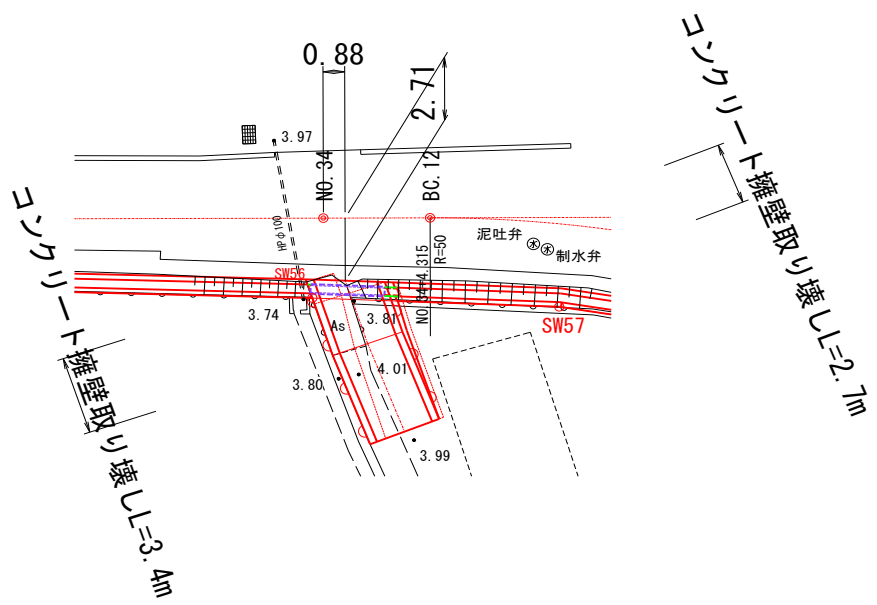 0.88
2.71
コンクリート擁壁取り壊しL=2.7m
3.97
NO.34
BC.12
HPφ100
泥吐弁
制水弁
NO.34+4.315
R=50
コンクリート擁壁取り壊しL=3.4m
SW56
3.74
As
3.81
SW57
3.80
4.01
3.99